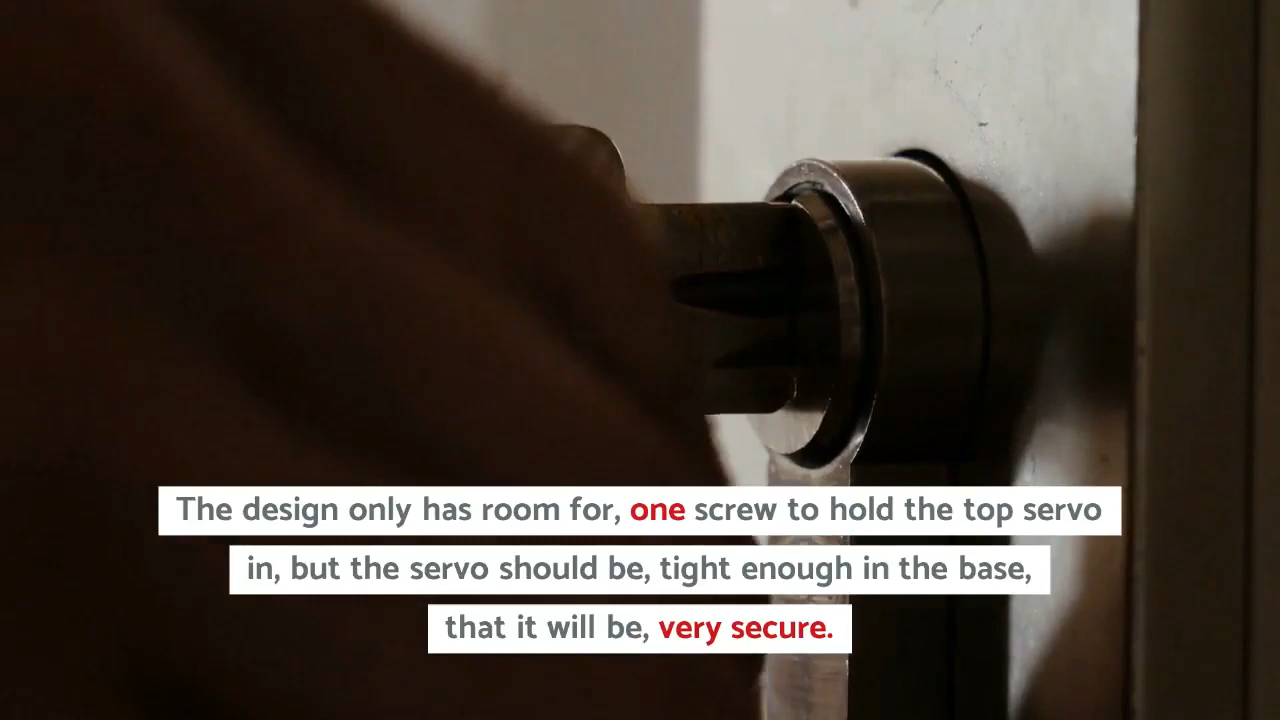 The design only has room for, one screw to hold the top servo
in, but the servo should be, tight enough in the base,
that it will be, very secure.